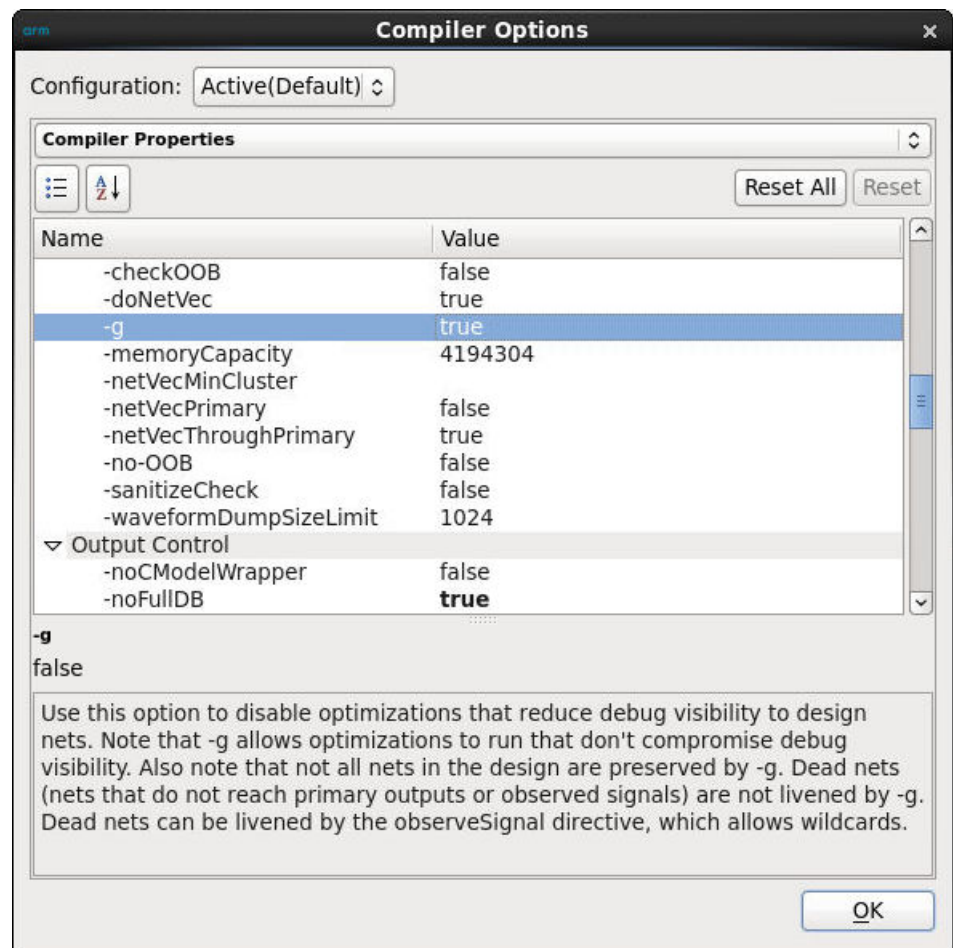 arm Compiler Options ×
Configuration: Active(Default)
Compiler Properties
A Z Reset All Reset
Name Value
-checkOOB false
-doNetVec true
-g true
-memoryCapacity 4194304
-netVecMinCluster
-netVecPrimary false
-netVecThroughPrimary true
-no-OOB false
-sanitizeCheck false
-waveformDumpSizeLimit 1024
Output Control
-noCModelWrapper false
-noFullDB true
-g
false
Use this option to disable optimizations that reduce debug visibility to design
nets. Note that -g allows optimizations to run that don't compromise debug
visibility. Also note that not all nets in the design are preserved by -g. Dead nets
(nets that do not reach primary outputs or observed signals) are not livened by -g.
Dead nets can be livened by the observeSignal directive, which allows wildcards.
OK